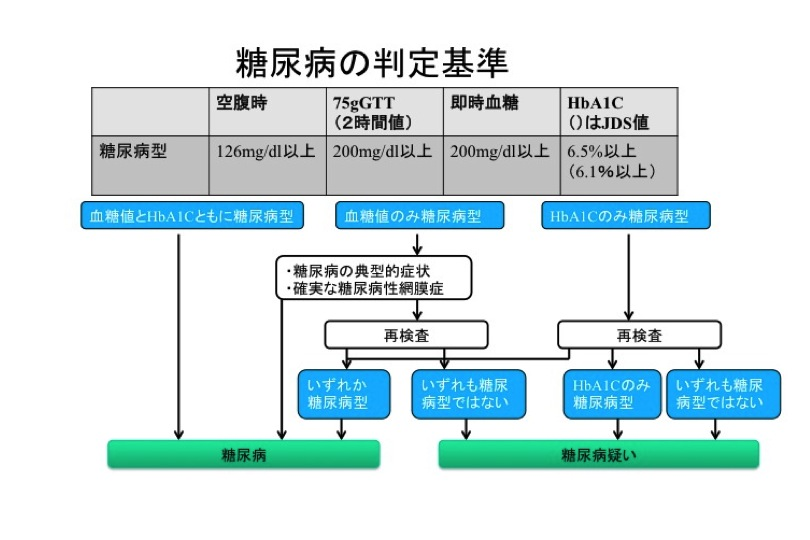 糖尿病の判定基準
空腹時
75gGTT
（2時間値）
即時血糖
HbA1C
（）はJDS値
糖尿病型
126mg/dl以上
200mg/dl以上
200mg/dl以上
6.5%以上
（6.1％以上）
血糖値とHbA1Cともに糖尿病型
血糖値のみ糖尿病型
HbA1Cのみ糖尿病型
・糖尿病の典型的症状
・確実な糖尿病性網膜症
再検査
再検査
いずれか
糖尿病型
いずれも糖尿
病型ではない
HbA1Cのみ
糖尿病型
いずれも糖尿
病型ではない
糖尿病
糖尿病疑い